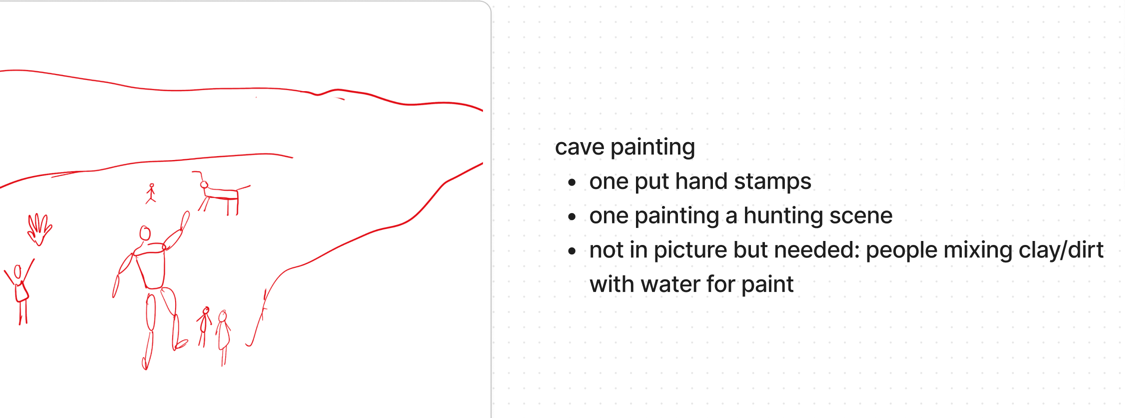 cave painting
• one put hand stamps
• one painting a hunting scene
• not in picture but needed: people mixing clay/dirt
with water for paint